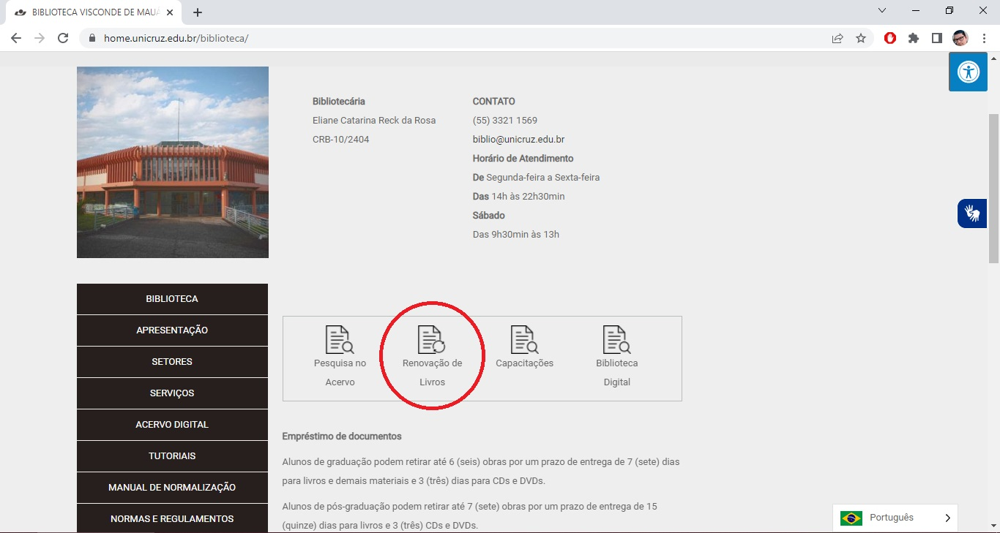 BIBLIOTECA VISCONDE DE MAUÁ
home.unicruz.edu.br/biblioteca/
Bibliotecária
Eliane Catarina Reck da Rosa
CRB-10/2404
CONTATO
(55) 3321 1569
biblio@unicruz.edu.br
Horário de Atendimento
De Segunda-feira a Sexta-feira
Das 14h às 22h30min
Sábado
Das 9h30min às 13h
BIBLIOTECA
APRESENTAÇÃO
SETORES
SERVIÇOS
ACERVO DIGITAL
TUTORIAIS
MANUAL DE NORMALIZAÇÃO
NORMAS E REGULAMENTOS
Pesquisa no
Acervo
Renovação de
Livros
Capacitações
Biblioteca
Digital
Empréstimo de documentos
Alunos de graduação podem retirar até 6 (seis) obras por um prazo de entrega de 7 (sete) dias
para livros e demais materiais e 3 (três) dias para CDs e DVDs.
Alunos de pós-graduação podem retirar até 7 (sete) obras por um prazo de entrega de 15
(quinze) dias para livros e 3 (três) CDs e DVDs.
Português